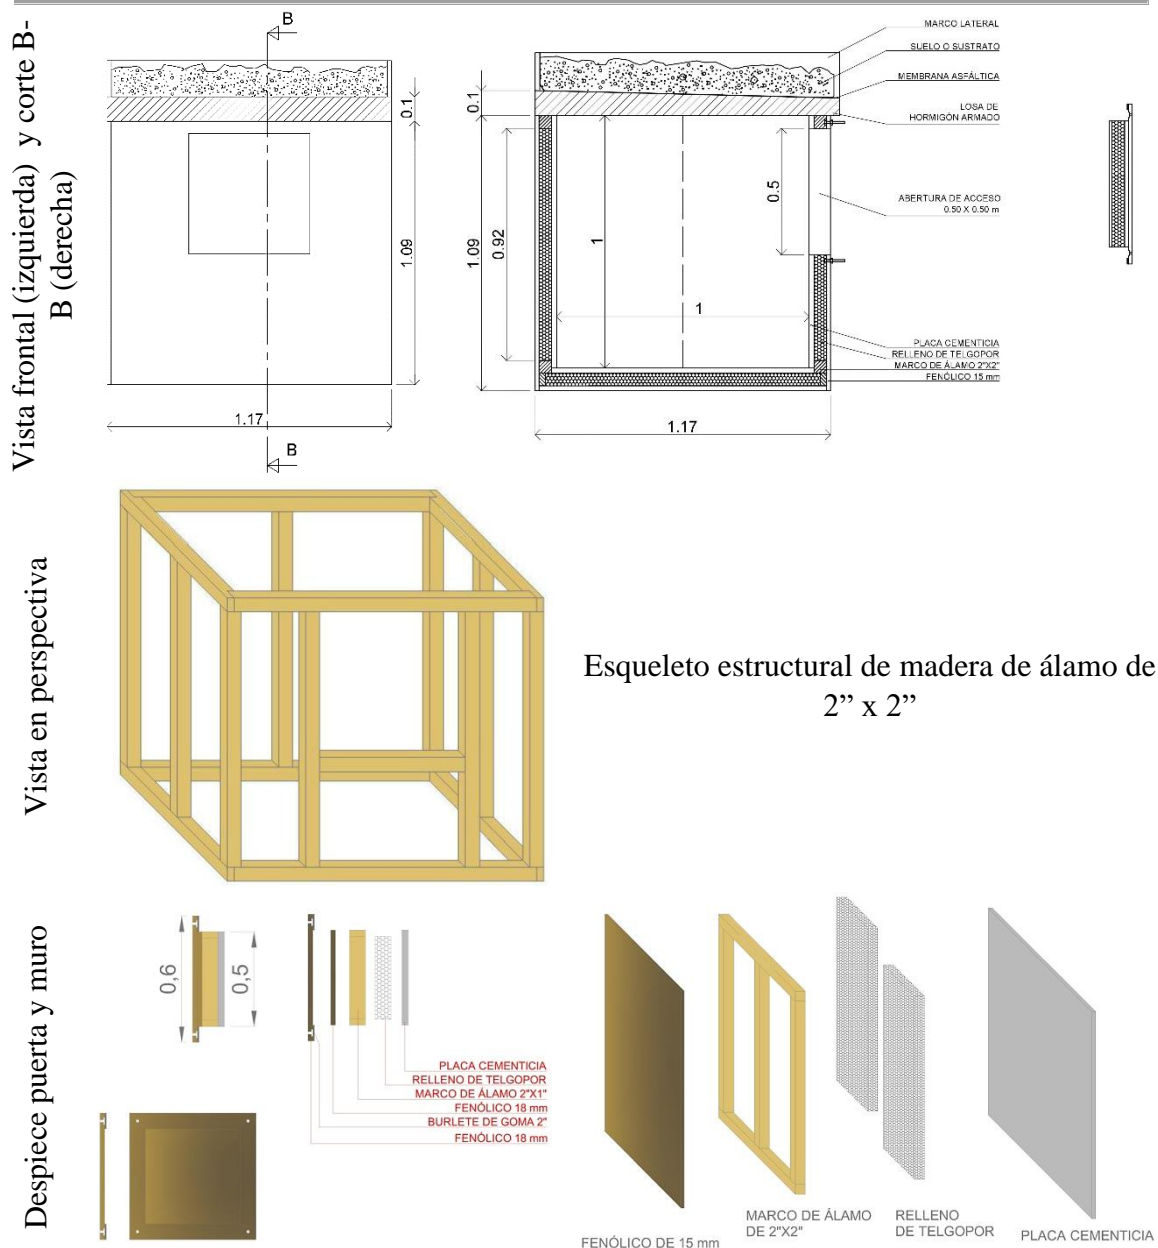 Vista frontal (izquierda) y corte B-
B (derecha)
B
0.1
1.09
1.17
B
MARCO LATERAL
SUELO O SUSTRATO
MEMBRANA ASFÁLTICA
LOSA DE
HORMIGÓN ARMADO
0.1
0.5
ABERTURA DE ACCESO
0.50 X 0.50 m
1.09
0.92
1
1
PLACA CEMENTICIA
RELLENO DE TELGOPOR
MARCO DE ÁLAMO 2"X2"
FENÓLICO 15 mm
1.17
Vista en perspectiva
Esqueleto estructural de madera de álamo de
2” x 2”
Despiece puerta y muro
0,6
0,5
PLACA CEMENTICIA
RELLENO DE TELGOPOR
MARCO DE ÁLAMO 2"X1"
FENÓLICO 18 mm
BURLETE DE GOMA 2"
FENÓLICO 18 mm
FENÓLICO DE 15 mm
MARCO DE ÁLAMO
DE 2"X2"
RELLENO
DE TELGOPOR
PLACA CEMENTICIA